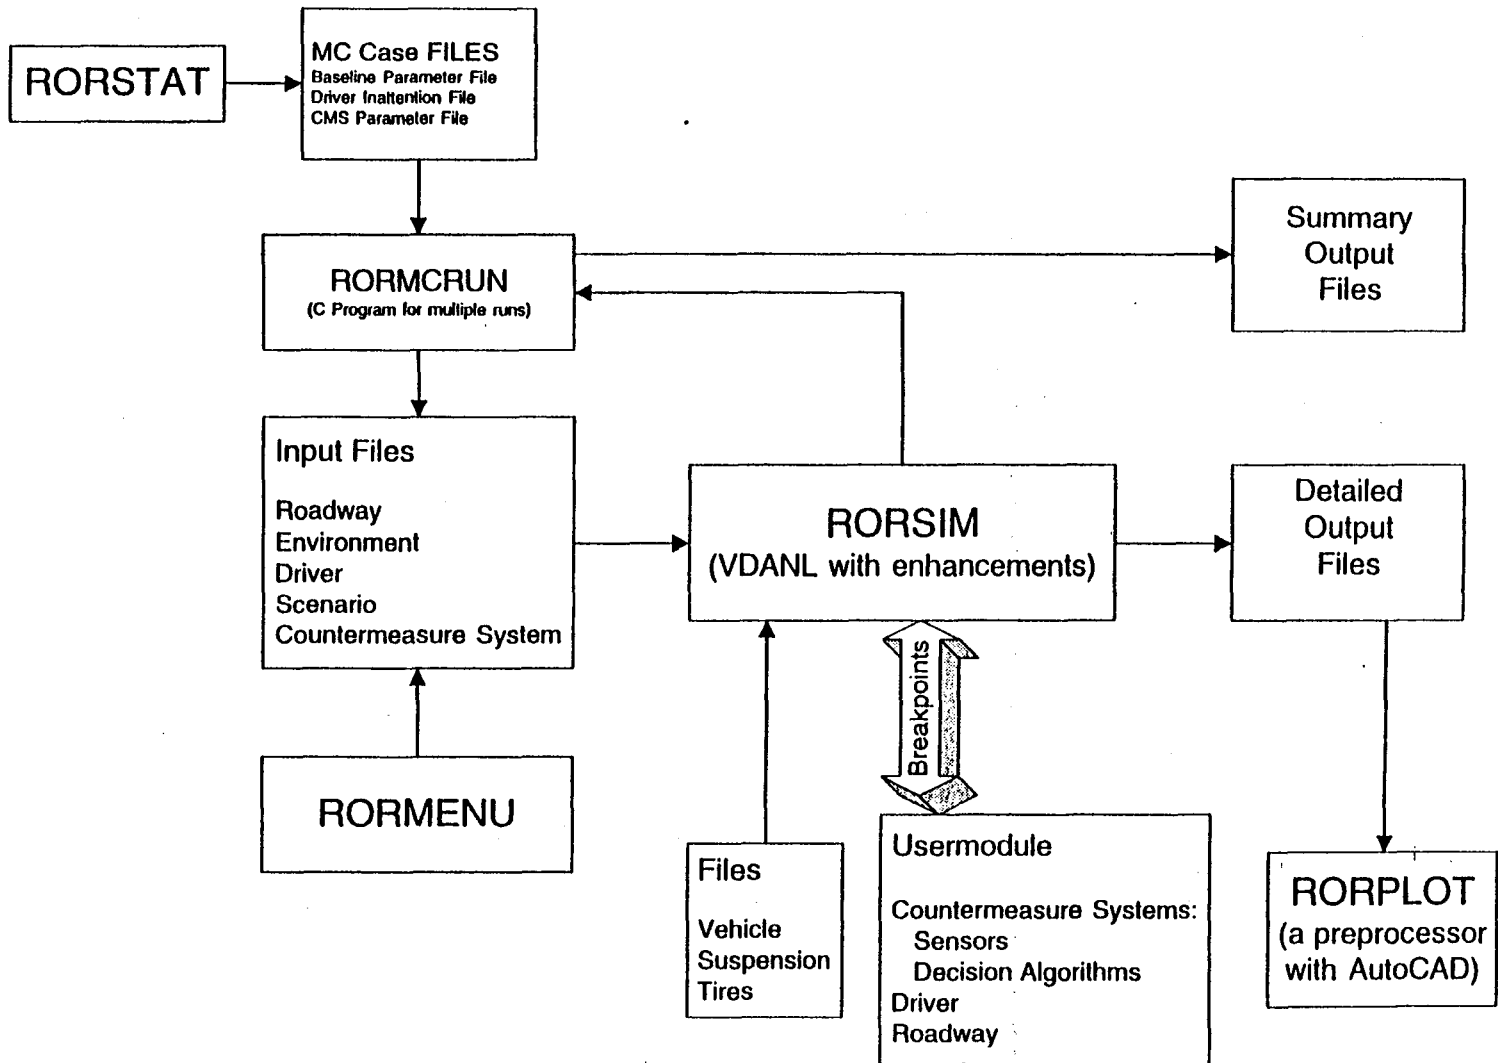 RORSTAT
MC Case FILES
Baseline Parameter File
Driver Inattention File
CMS Parameter File
RORMCRUN
(C Program for multiple runs)
Summary
Output
Files
Input Files
Roadway
Environment
Driver
Scenario
Countermeasure System
RORSIM
(VDANL with enhancements)
Detailed
Output
Files
Breakpoints
RORMENU
Files
Vehicle
Suspension
Tires
Usermodule
Countermeasure Systems:
Sensors
Decision Algorithms
Driver
Roadway
RORPLOT
(a preprocessor
with AutoCAD)